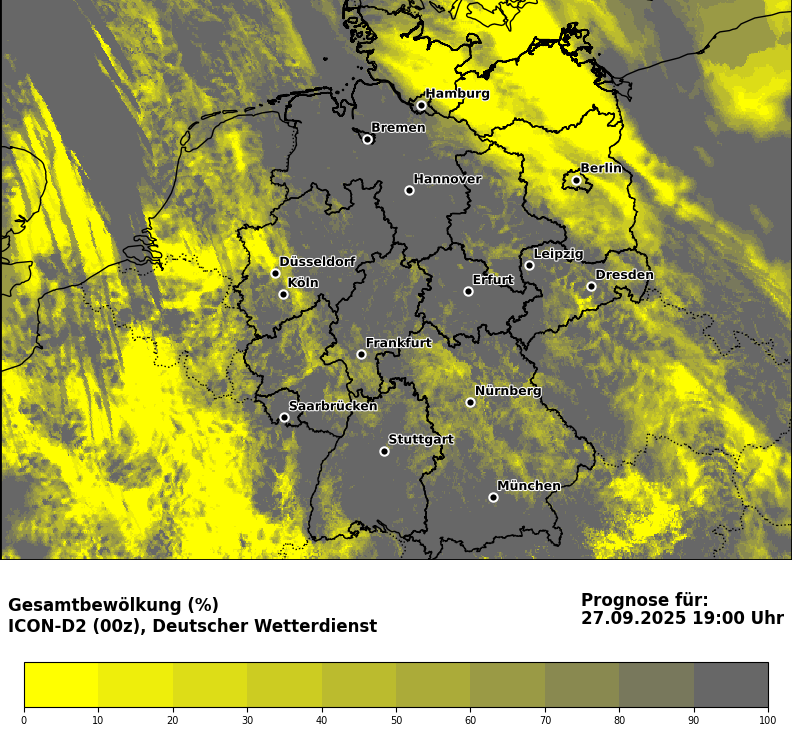 Hamburg
Bremen
Berlin
Hannover
Leipzig
Düsseldorf
Dresden
Erfurt
Köln
Frankfurt
Nürnberg
Saarbrücken
Stuttgart
München
Gesamtbewölkung (%)
ICON-D2 (00z), Deutscher Wetterdienst
Prognose für:
27.09.2025 19:00 Uhr
0 10 20 30 40 50 60 70 80 90 100